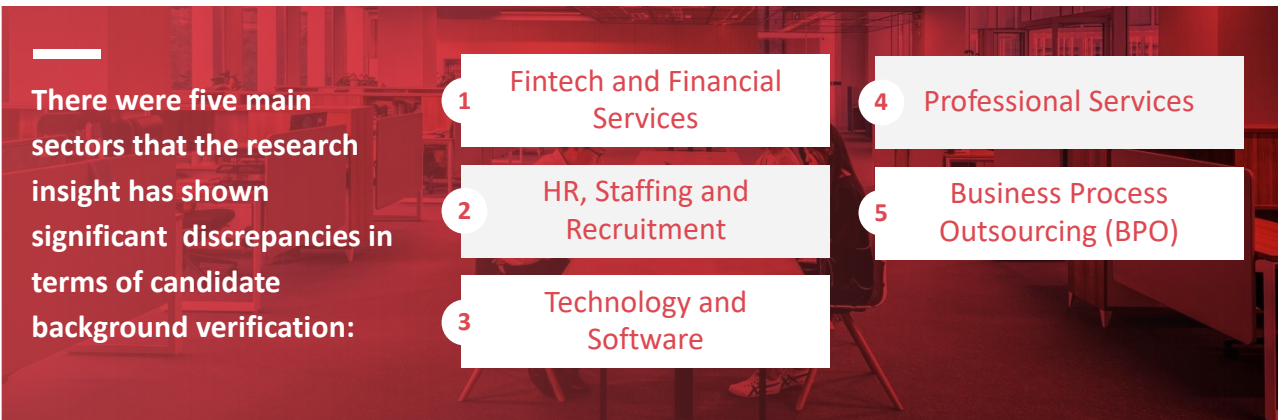 There were five main
sectors that the research
insight has shown
significant  discrepancies in
terms of candidate
background verification:
1
Fintech and Financial
Services
2
HR, Staffing and
Recruitment
3
Technology and
Software
4
Professional Services
5
Business Process
Outsourcing (BPO)